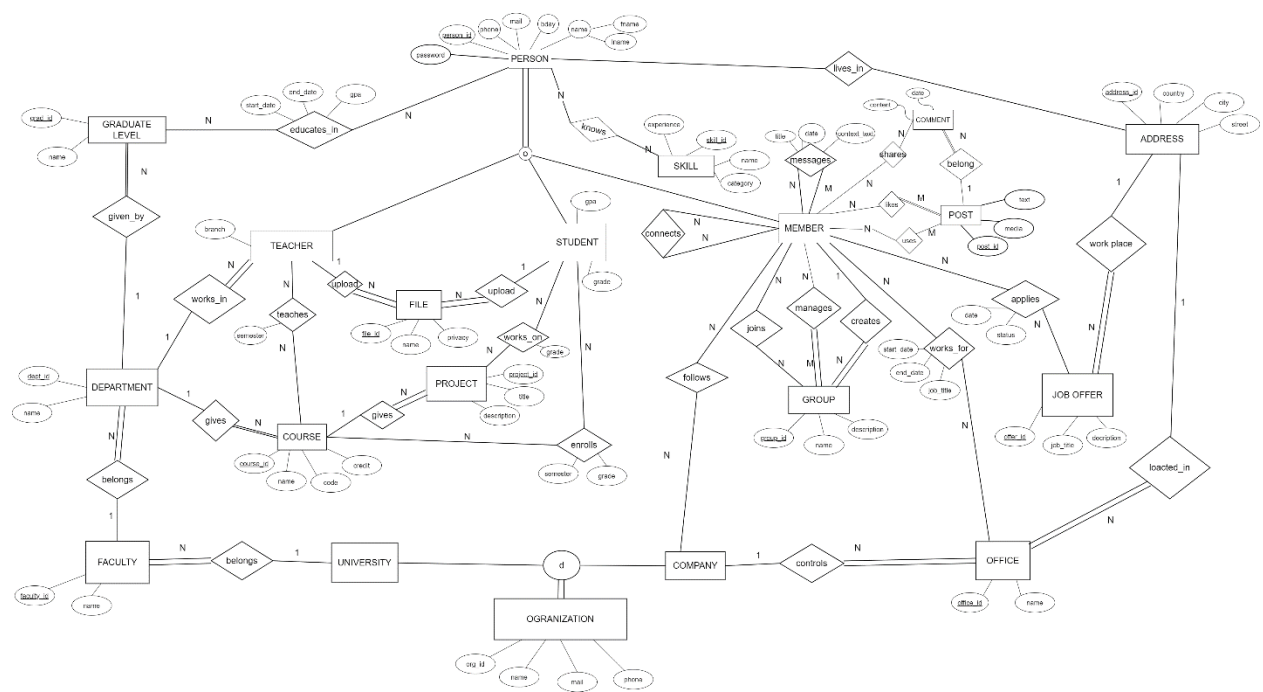 mail
phone
bday
fname
person_id
name
lname
password
PERSON
lives_in
address_id
country
city
street
ADDRESS
end_date
start_date
gpa
grad_id
GRADUATE
LEVEL
N
educates_in
N
name
N
knows
N
experience
skill_id
name
category
SKILL
title
date
context_text
messages
N
M
content
date
COMMENT
shares
N
N
N
belong
1
o
N
given_by
1
branch
TEACHER
gpa
STUDENT
grade
connects
N
N
MEMBER
N
likes
M
N
uses
M
POST
text
media
post_id
1
work place
N
N
works_in
1
N
teaches
semester
N
1
upload
N
FILE
N
upload
1
file_id
name
privacy
N
works_on
grade
N
N
follows
N
N
joins
N
N
manages
M
1
creates
N
N
works_for
start_date
end_date
job_title
N
N
applies
date
status
N
1
loacted_in
N
dept_id
name
DEPARTMENT
1
gives
N
COURSE
course_id
name
code
credit
1
gives
N
PROJECT
project_id
title
description
N
enrolls
semester
grade
N
GROUP
group_id
name
description
JOB OFFER
offer_id
job_title
decription
N
belongs
1
FACULTY
faculty_id
name
N
belongs
1
UNIVERSITY
d
COMPANY
1
controls
N
OFFICE
office_id
name
OGRANIZATION
org_id
name
mail
phone